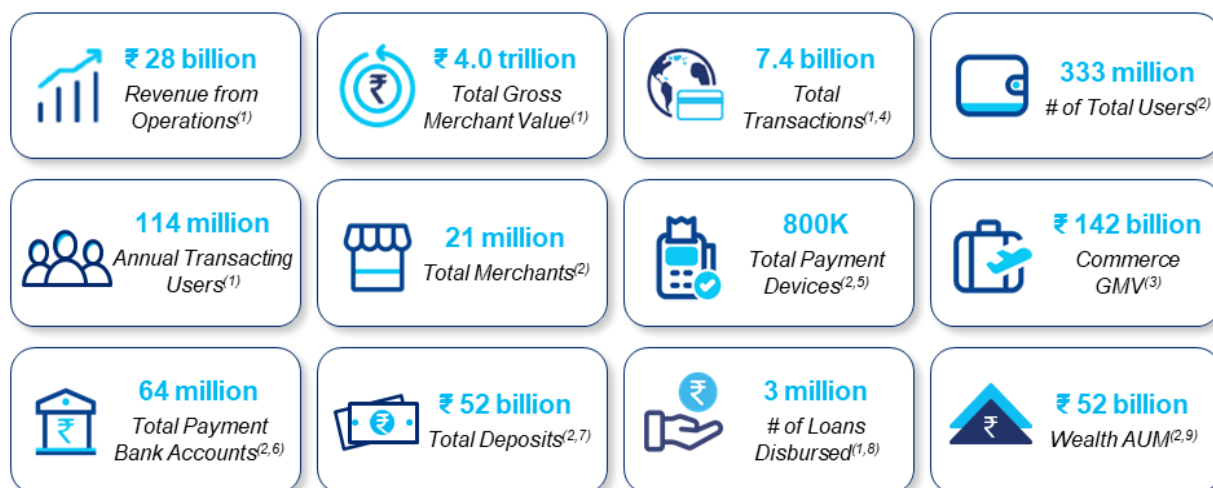 ₹ 28 billion
Revenue from
Operations(1)
₹ 4.0 trillion
Total Gross
Merchant Value(1)
7.4 billion
Total
Transactions(1,4)
333 million
# of Total Users(2)
114 million
Annual Transacting
Users(1)
21 million
Total Merchants(2)
800K
Total Payment
Devices(2,5)
₹ 142 billion
Commerce
GMV(3)
64 million
Total Payment
Bank Accounts(2,6)
₹ 52 billion
Total Deposits(2,7)
3 million
# of Loans
Disbursed(1,8)
₹ 52 billion
Wealth AUM(2,9)